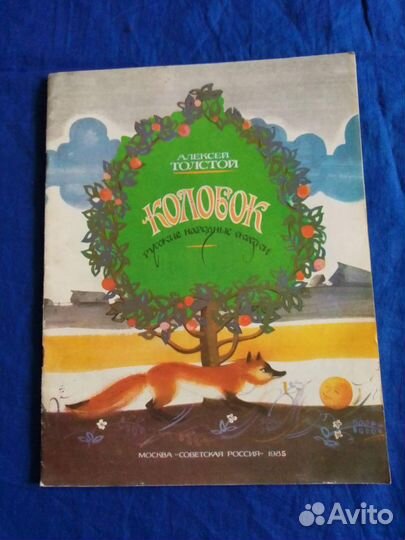 АЛЕКСЕЙ
ТОЛСТОЙ
КОЛОБОК
русские народные сказки
МОСКВА "СОВЕТСКАЯ РОССИЯ" 1985
Avito